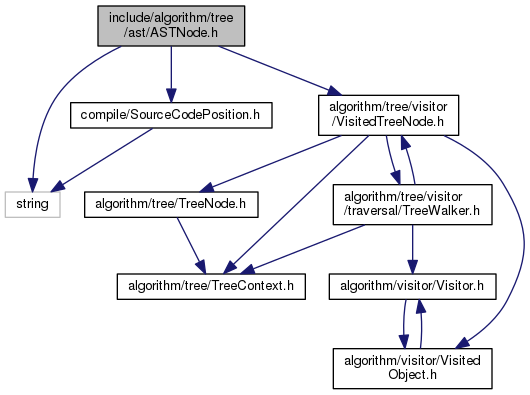 include/algorithm/tree
/ast/ASTNode.h
compile/SourceCodePosition.h
algorithm/tree/visitor
/VisitedTreeNode.h
string
algorithm/tree/TreeNode.h
algorithm/tree/visitor
/traversal/TreeWalker.h
algorithm/tree/TreeContext.h
algorithm/visitor/Visitor.h
algorithm/visitor/Visited
Object.h